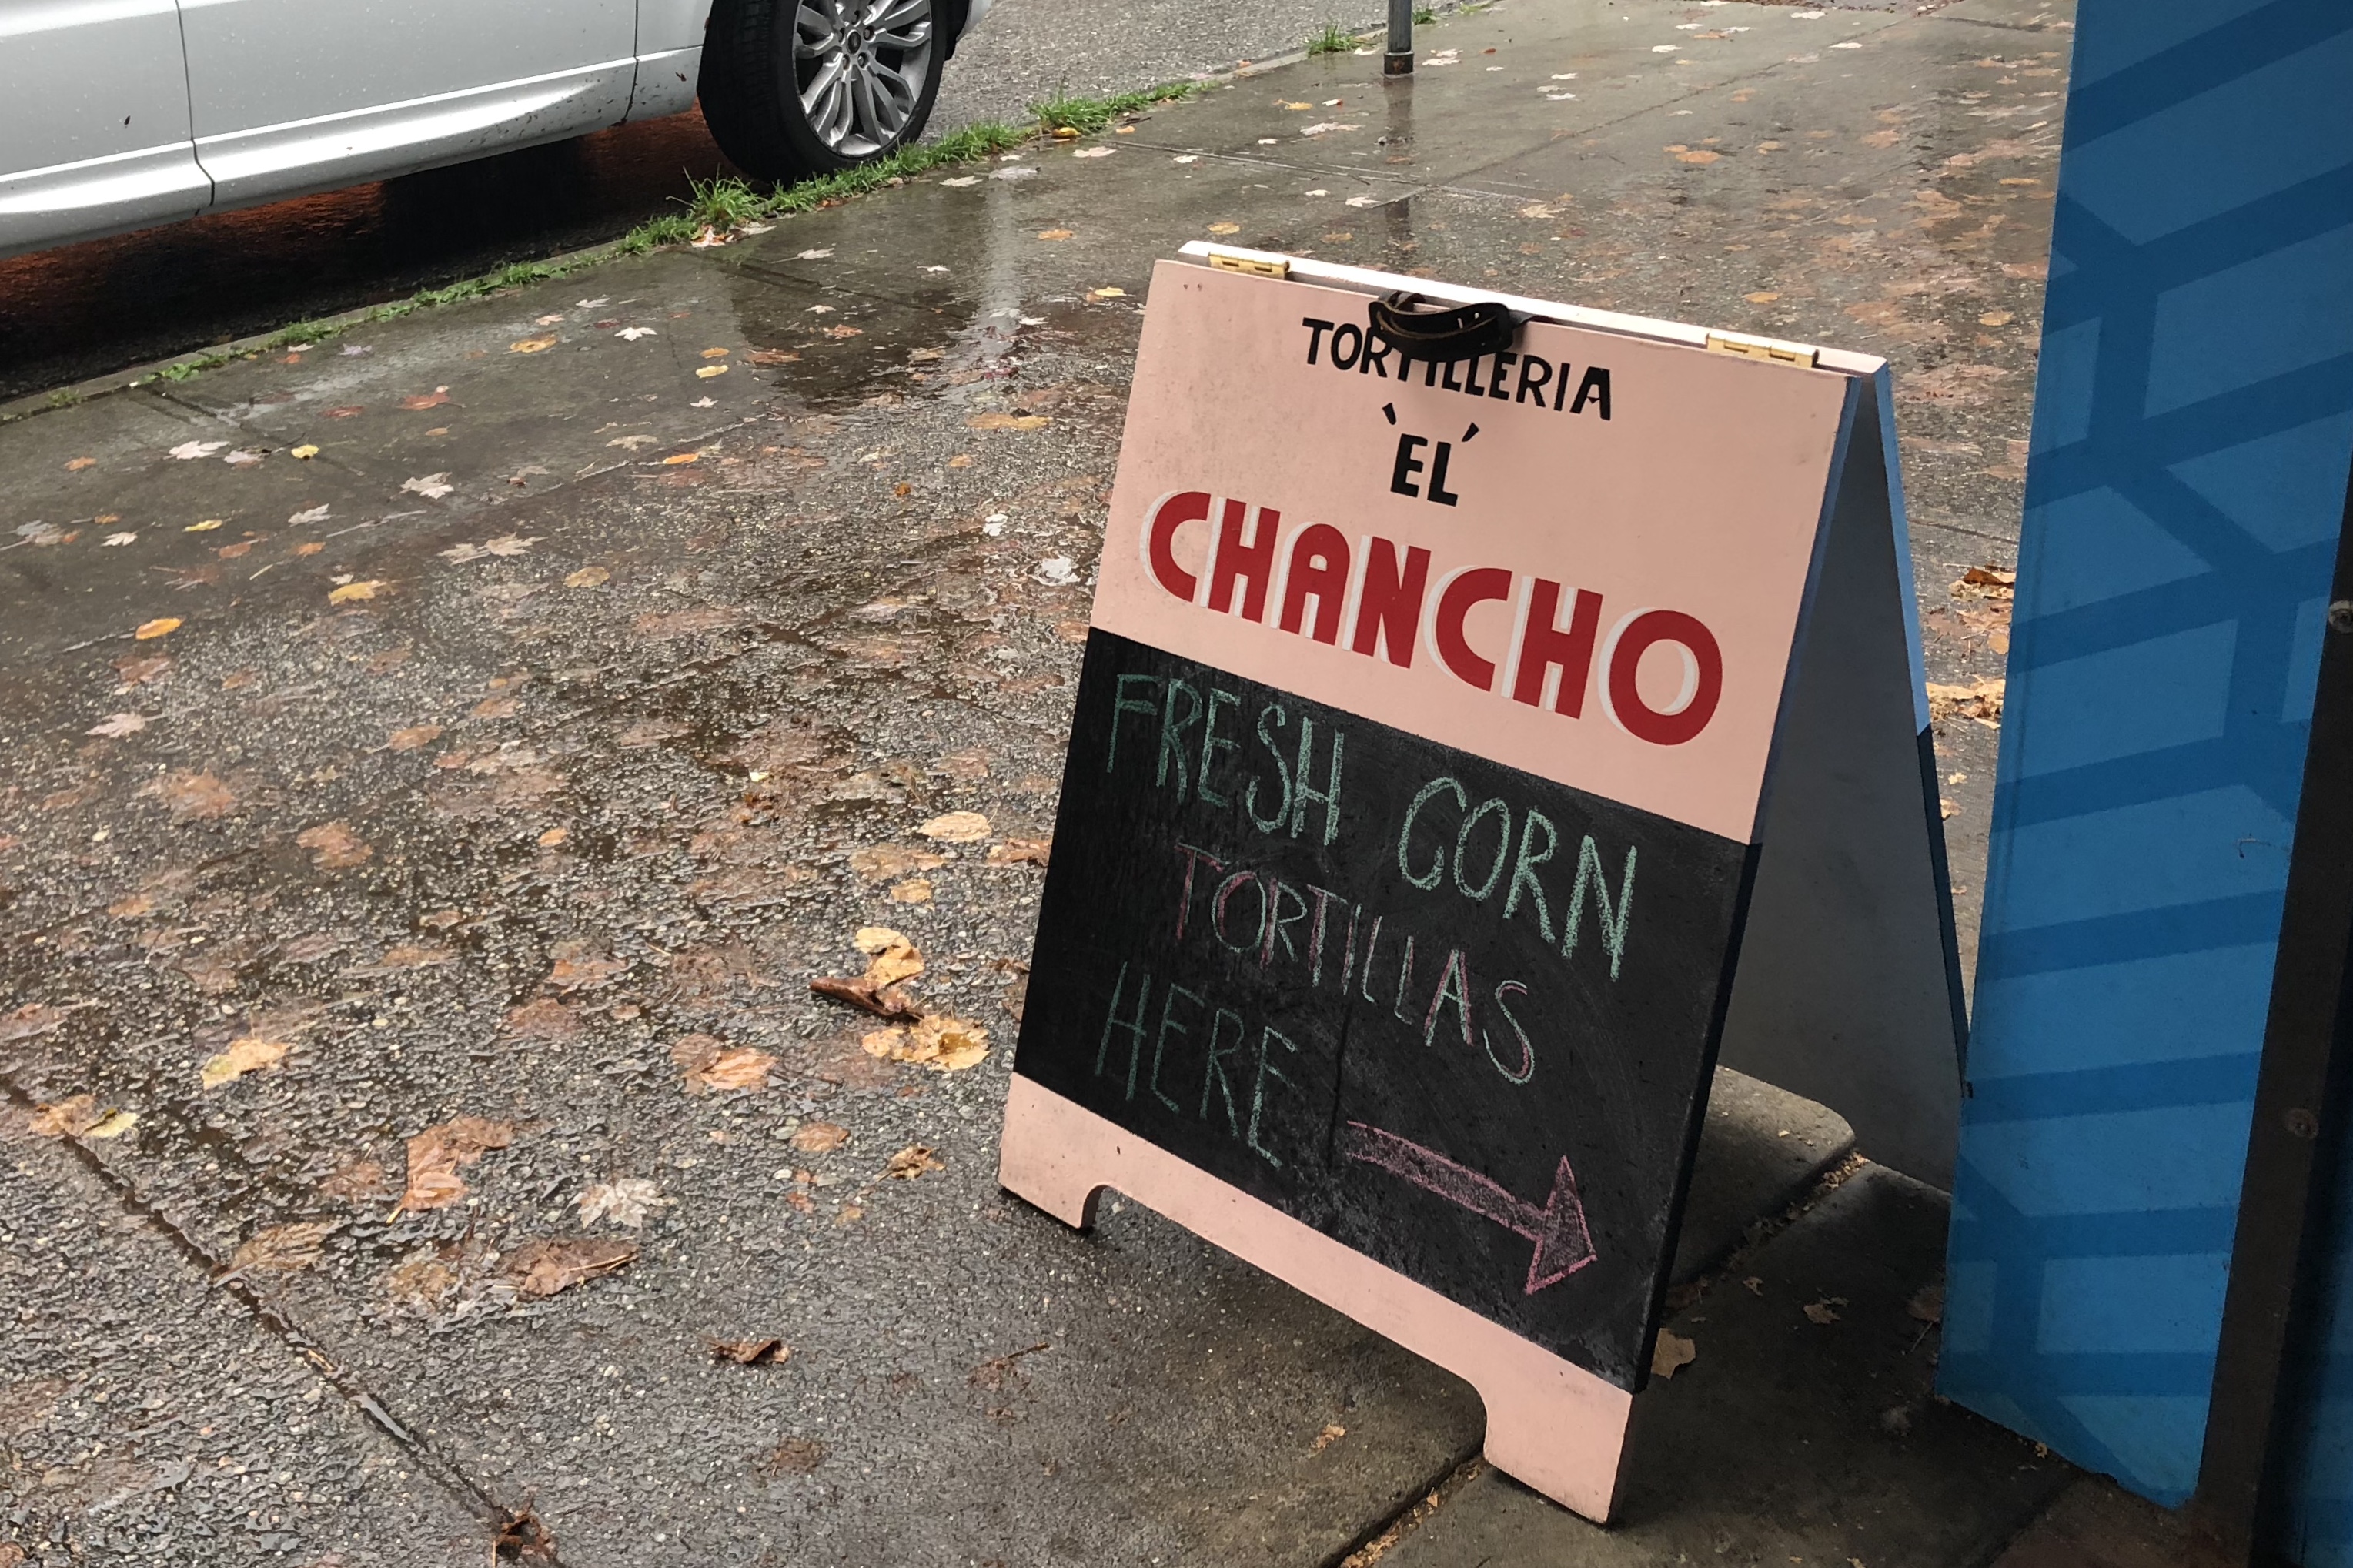 TORTILLERIA
'EL'
CHANCHO
FRESH CORN
TORTILLAS
HERE